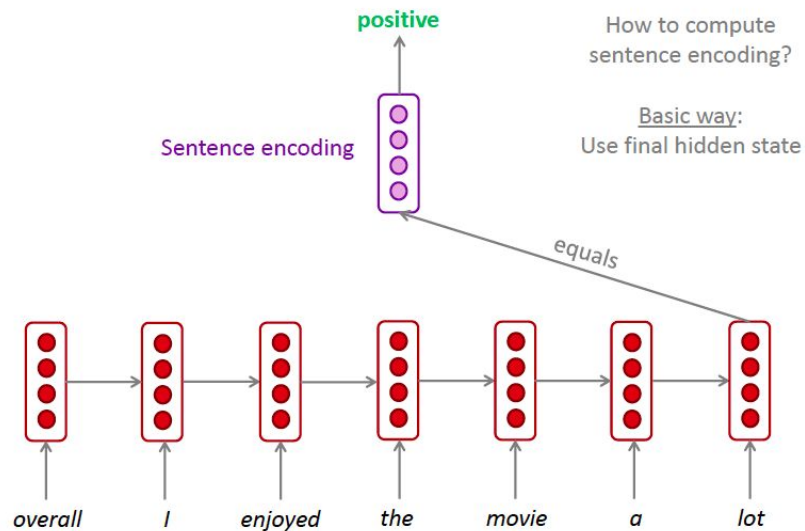 positive
How to compute
sentence encoding?
Basic way:
Use final hidden state
Sentence encoding
equals
overall I enjoyed the movie a lot